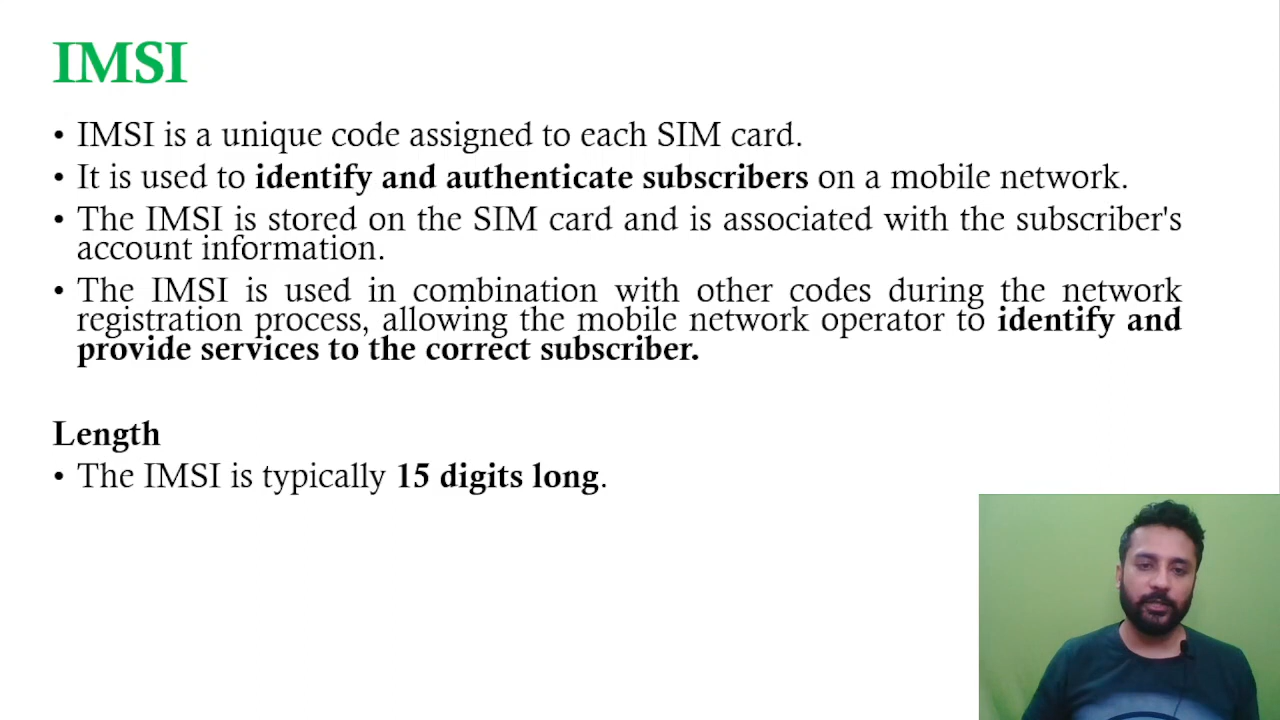 IMSI
• IMSI is a unique code assigned to each SIM card.
• It is used to identify and authenticate subscribers on a mobile network.
• The IMSI is stored on the SIM card and is associated with the subscriber's
account information.
• The IMSI is used in combination with other codes during the network
registration process, allowing the mobile network operator to identify and
provide services to the correct subscriber.
Length
• The IMSI is typically 15 digits long.